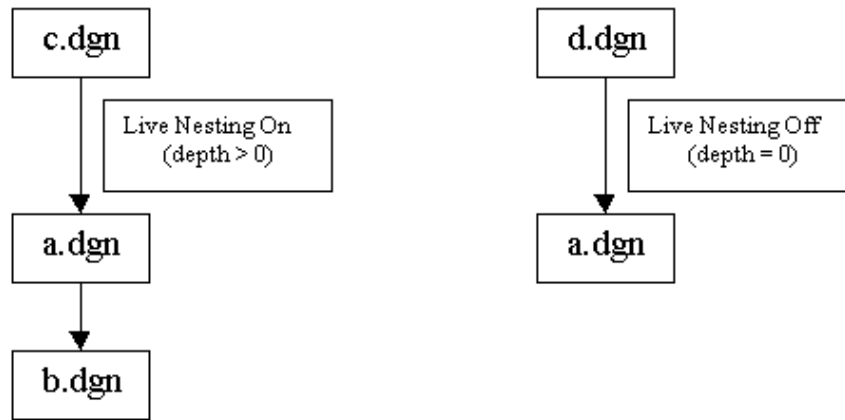 c.dgn
d.dgn
Live Nesting On
(depth > 0)
Live Nesting Off
(depth = 0)
a.dgn
a.dgn
b.dgn